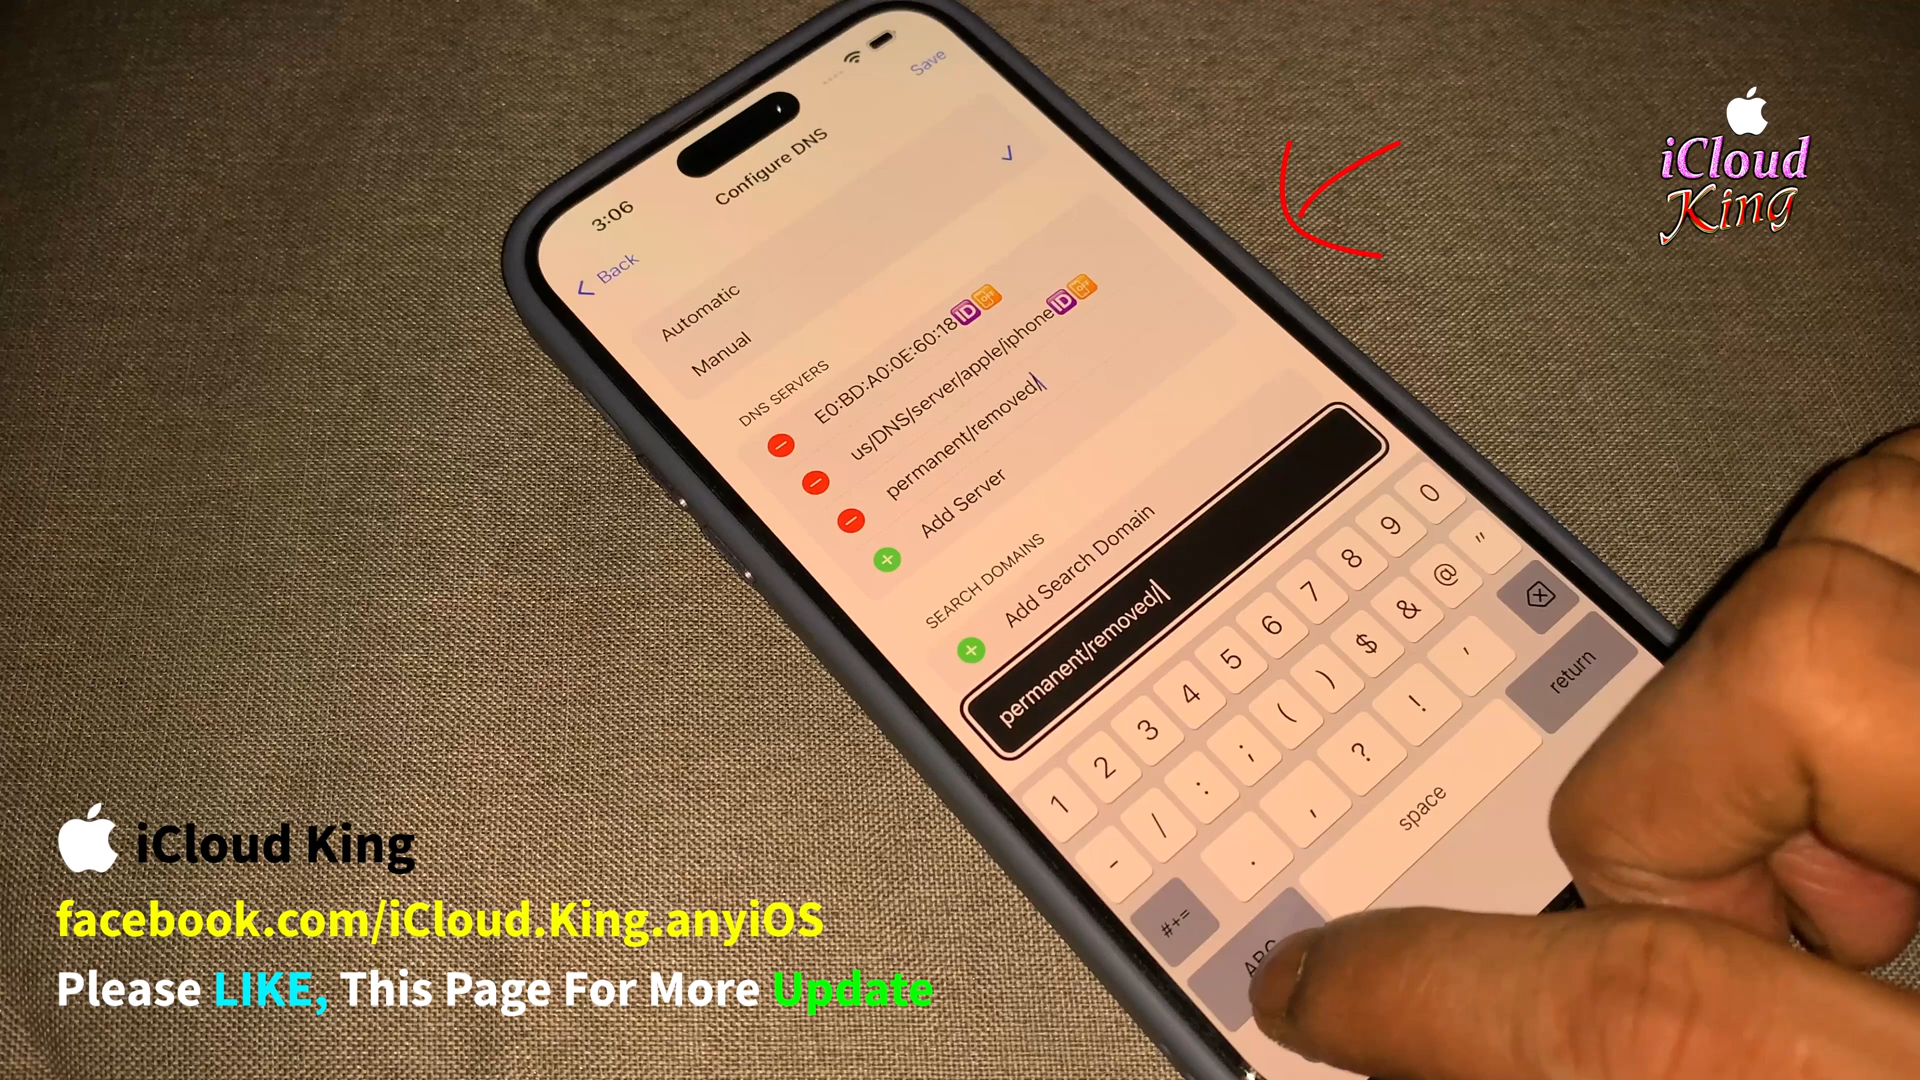 3:06
Save
Back
Configure DNS
Automatic
Manual
DNS SERVERS
E0:BD:A0:0E:60:18🆔📴
us/DNS/server/apple/iphone🆔📴
permanent/removed/
Add Server
SEARCH DOMAINS
Add Search Domain
permanent/removed/
1 2 3 4 5 6 7 8 9 0
- / : ; ( ) $ & @ "
#+= . , ? ! '
ABC space return
iCloud
King
iCloud King
facebook.com/iCloud.King.anyiOS
Please LIKE, This Page For More Update